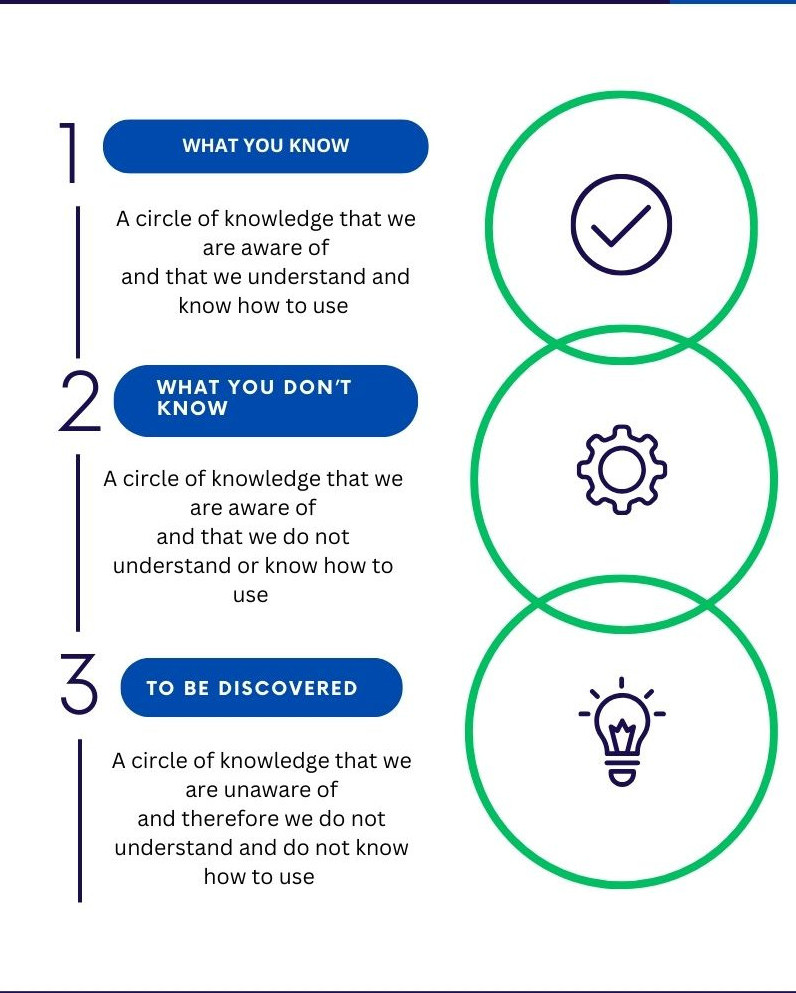 1
WHAT YOU KNOW
A circle of knowledge that we
are aware of
and that we understand and
know how to use
2
WHAT YOU DON'T
KNOW
A circle of knowledge that we
are aware of
and that we do not
understand or know how to
use
3
TO BE DISCOVERED
A circle of knowledge that we
are unaware of
and therefore we do not
understand and do not know
how to use